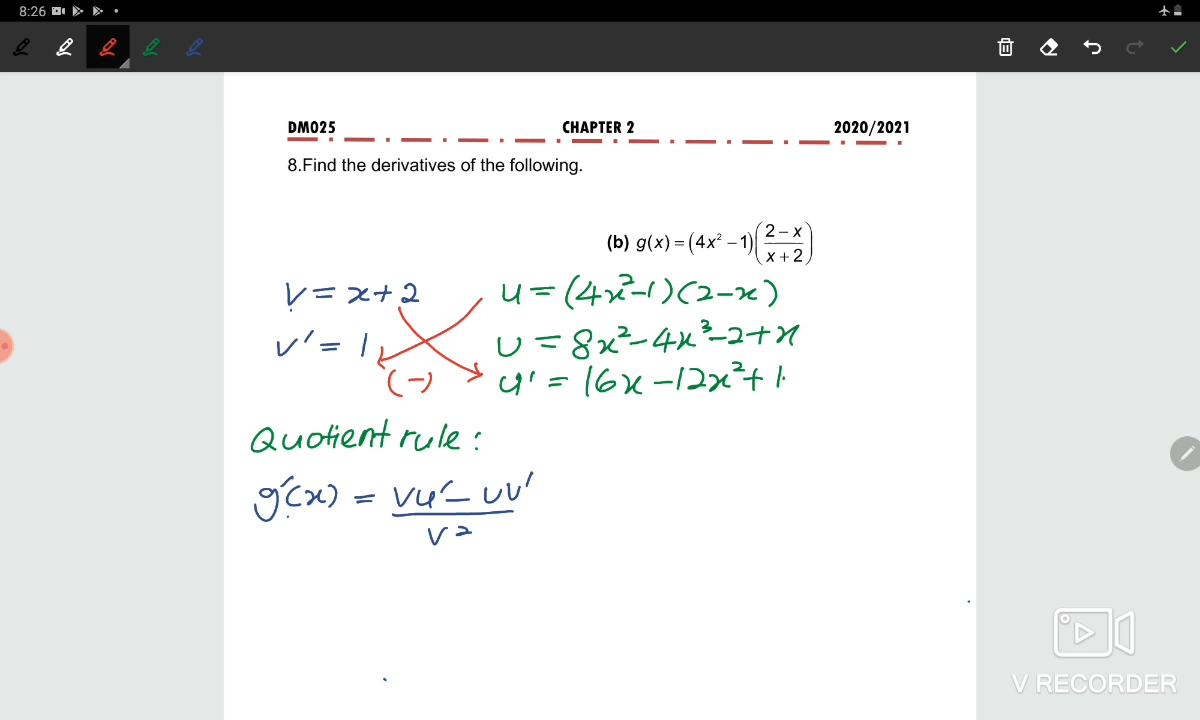 8:26
DM025 CHAPTER 2 2020/2021
8.Find the derivatives of the following.
(b) g(x) = (4x² − 1)((2 − x)/(x + 2))
v = x + 2 u = (4x² − 1)(2 − x)
v' = 1 u = 8x² − 4x³ − 2 + x
(−) u' = 16x − 12x² + 1
Quotient rule :
g'(x) = (vu' − uv')/v²
V RECORDER